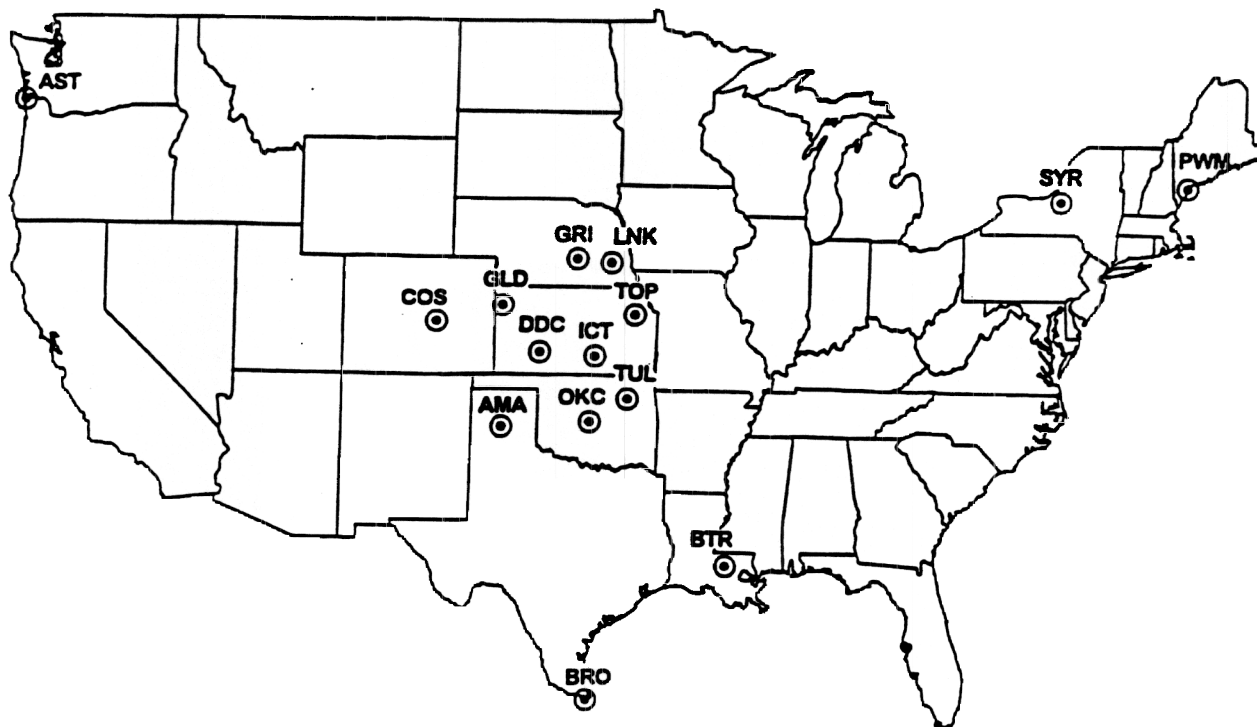 AST
PWM
SYR
GRI
LNK
GLD
COS
TOP
DDC
ICT
TUL
OKC
AMA
BTR
BRO